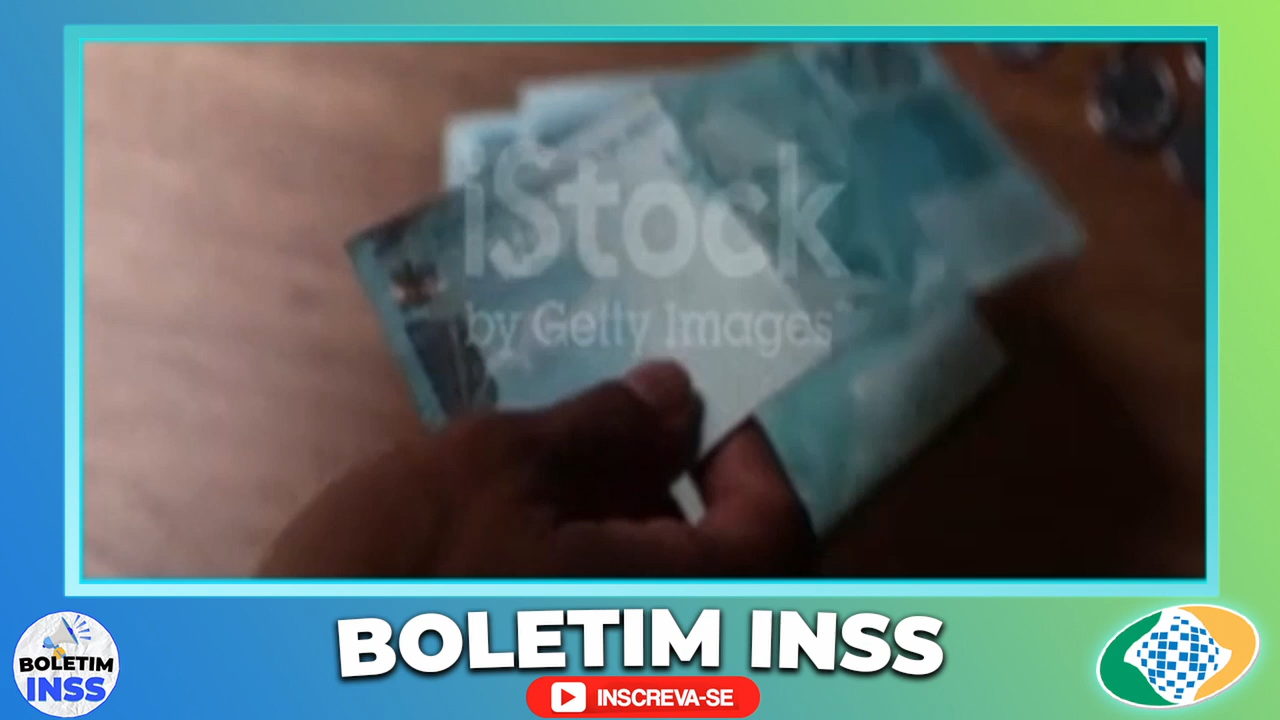 iStock
by Getty Images
BOLETIM INSS
INSCREVA-SE
BOLETIM
INSS